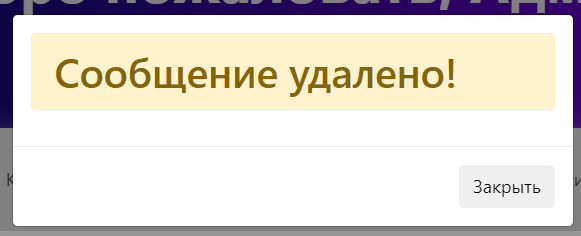 Сообщение удалено!
Закрыть